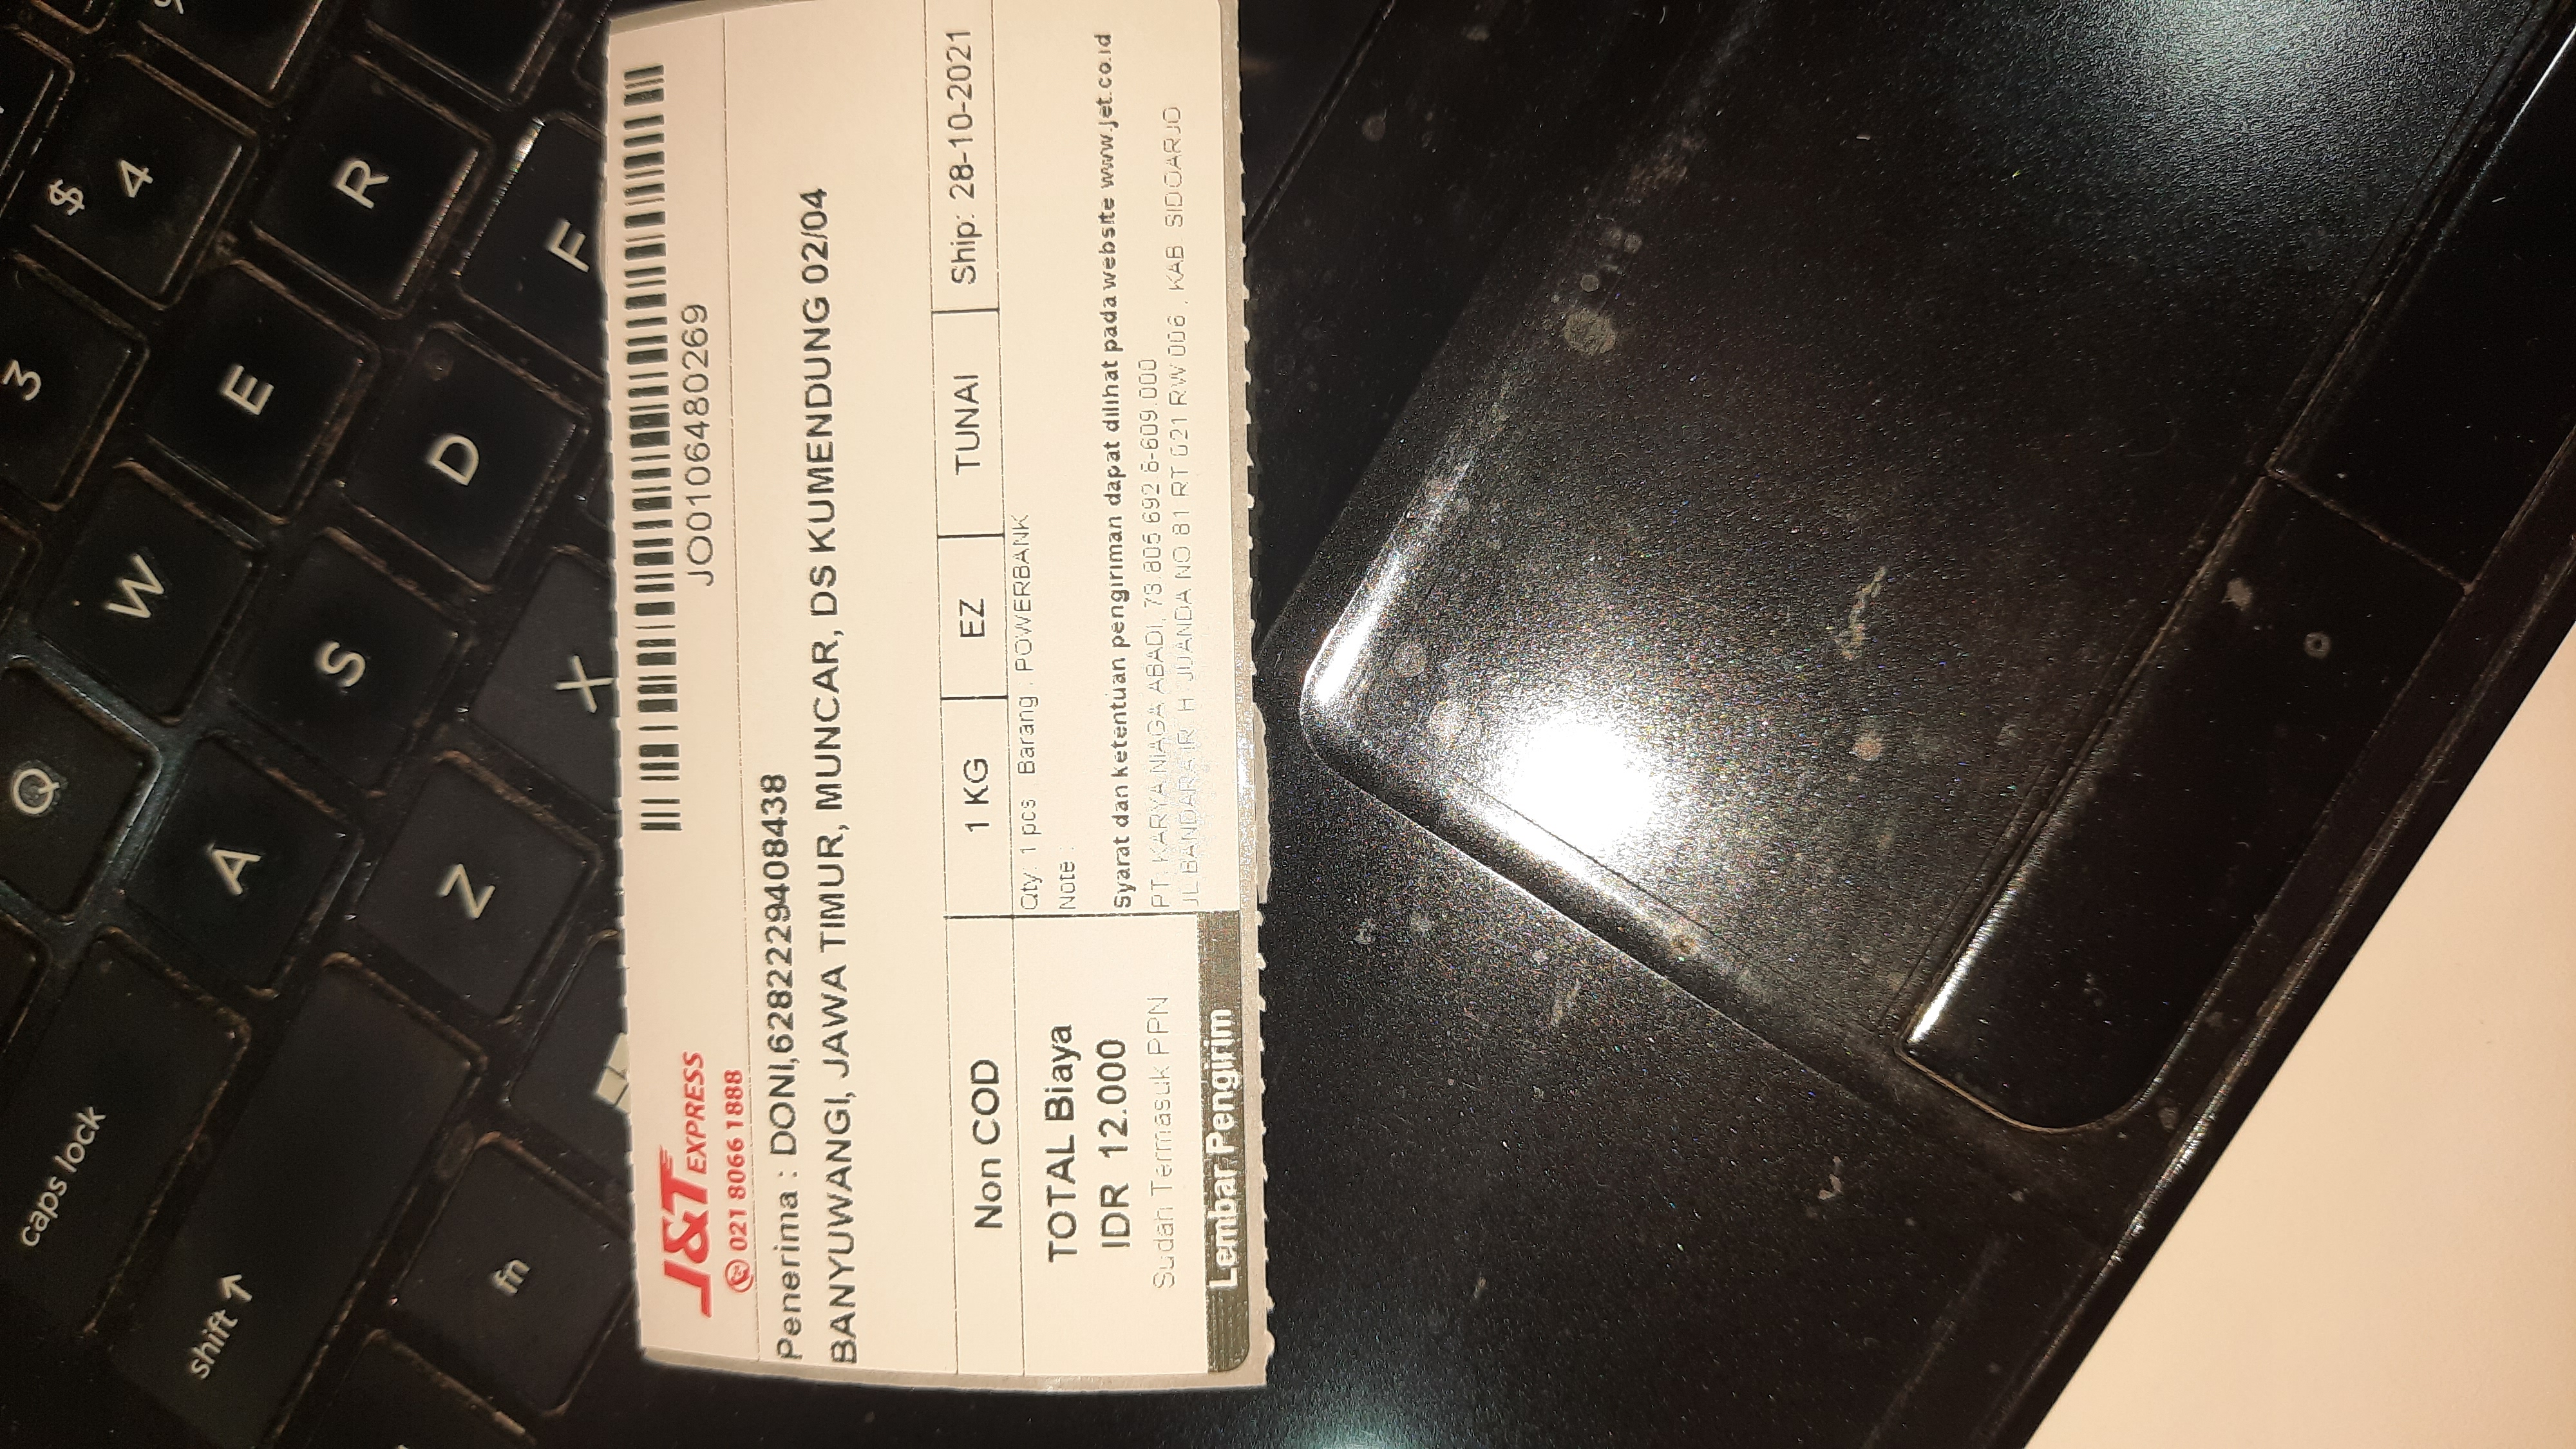 caps lock
Q
3
$
4
shift ↑
A
W
E
S
R
fn
Z
D
X
F
J&T EXPRESS
021 8066 1888
JO0106480269
Penerima : DONI,6282229408438
BANYUWANGI, JAWA TIMUR, MUNCAR, DS KUMENDUNG 02/04
Non COD 1 KG EZ TUNAI Ship: 28-10-2021
Qty: 1 pcs Barang : POWERBANK
Note :
TOTAL Biaya
IDR 12.000
Sudah Termasuk PPN
Syarat dan ketentuan pengiriman dapat dilihat pada website www.jet.co.id
PT. KARYA NIAGA ABADI, 73.805.692.6-609.000
JL BANDARA IR. H. JUANDA NO 81 RT 021 RW 006 , KAB. SIDOARJO
Lembar Pengirim